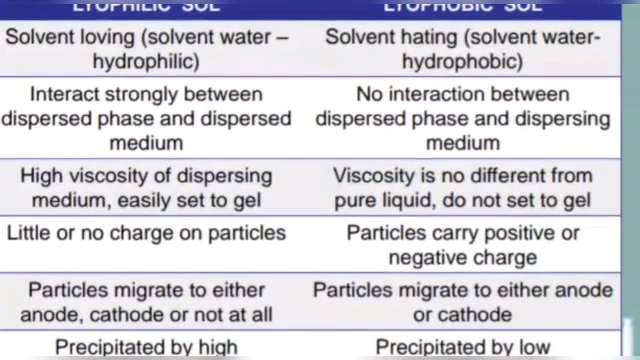 LYOPHILIC SOL
LYOPHOBIC SOL
Solvent loving (solvent water –
hydrophilic)
Solvent hating (solvent water-
hydrophobic)
Interact strongly between
dispersed phase and dispersed
medium
No interaction between
dispersed phase and dispersing
medium
High viscosity of dispersing
medium, easily set to gel
Viscosity is no different from
pure liquid, do not set to gel
Little or no charge on particles
Particles carry positive or
negative charge
Particles migrate to either
anode, cathode or not at all
Particles migrate to either anode
or cathode
Precipitated by high
Precipitated by low